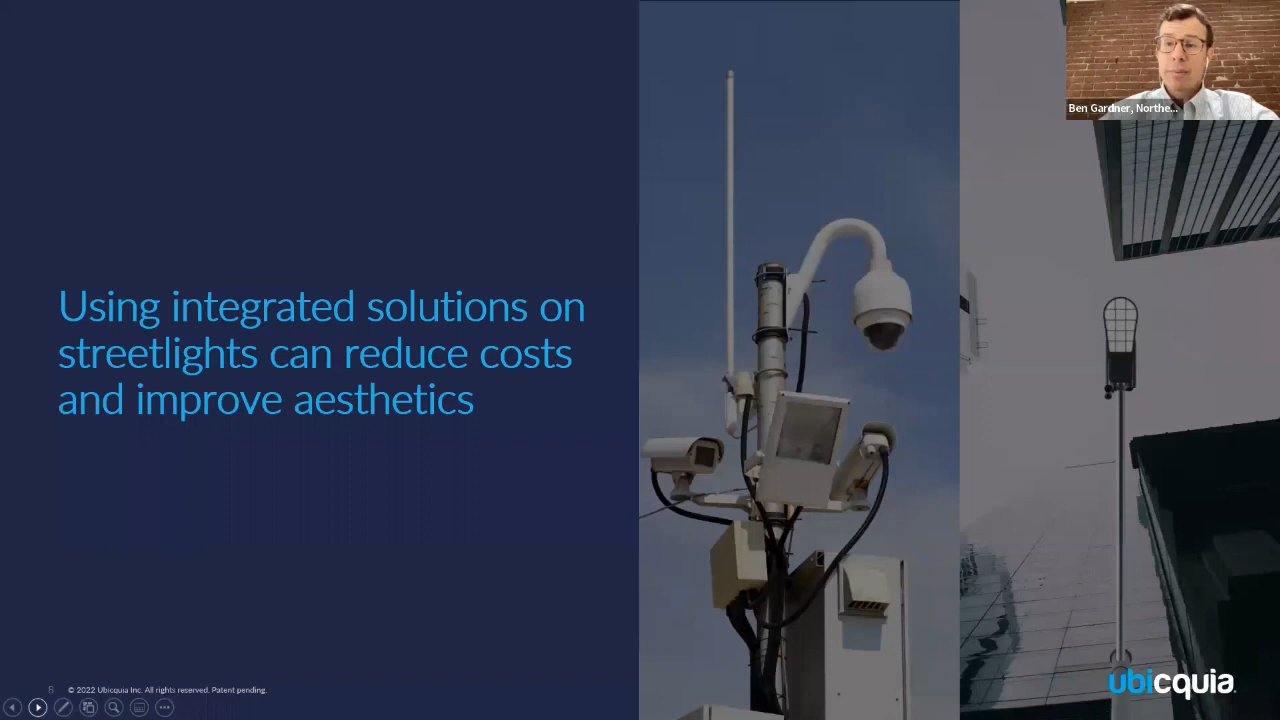 Ben Gardner, Northe...
Using integrated solutions on
streetlights can reduce costs
and improve aesthetics
© 2022 Ubicquia Inc. All rights reserved. Patent pending.
ubicquia